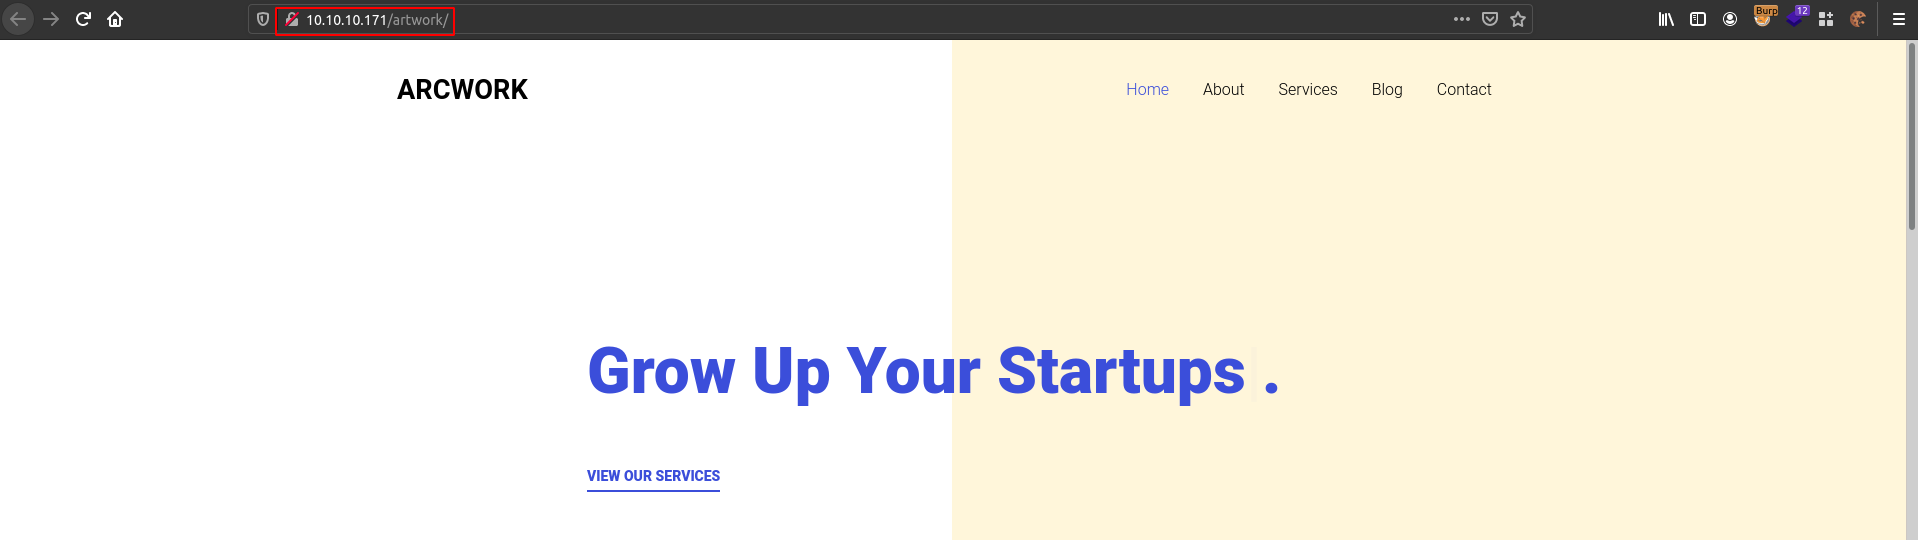 10.10.10.171/artwork/
Burp
12
ARCWORK
Home About Services Blog Contact
Grow Up Your Startups .
VIEW OUR SERVICES